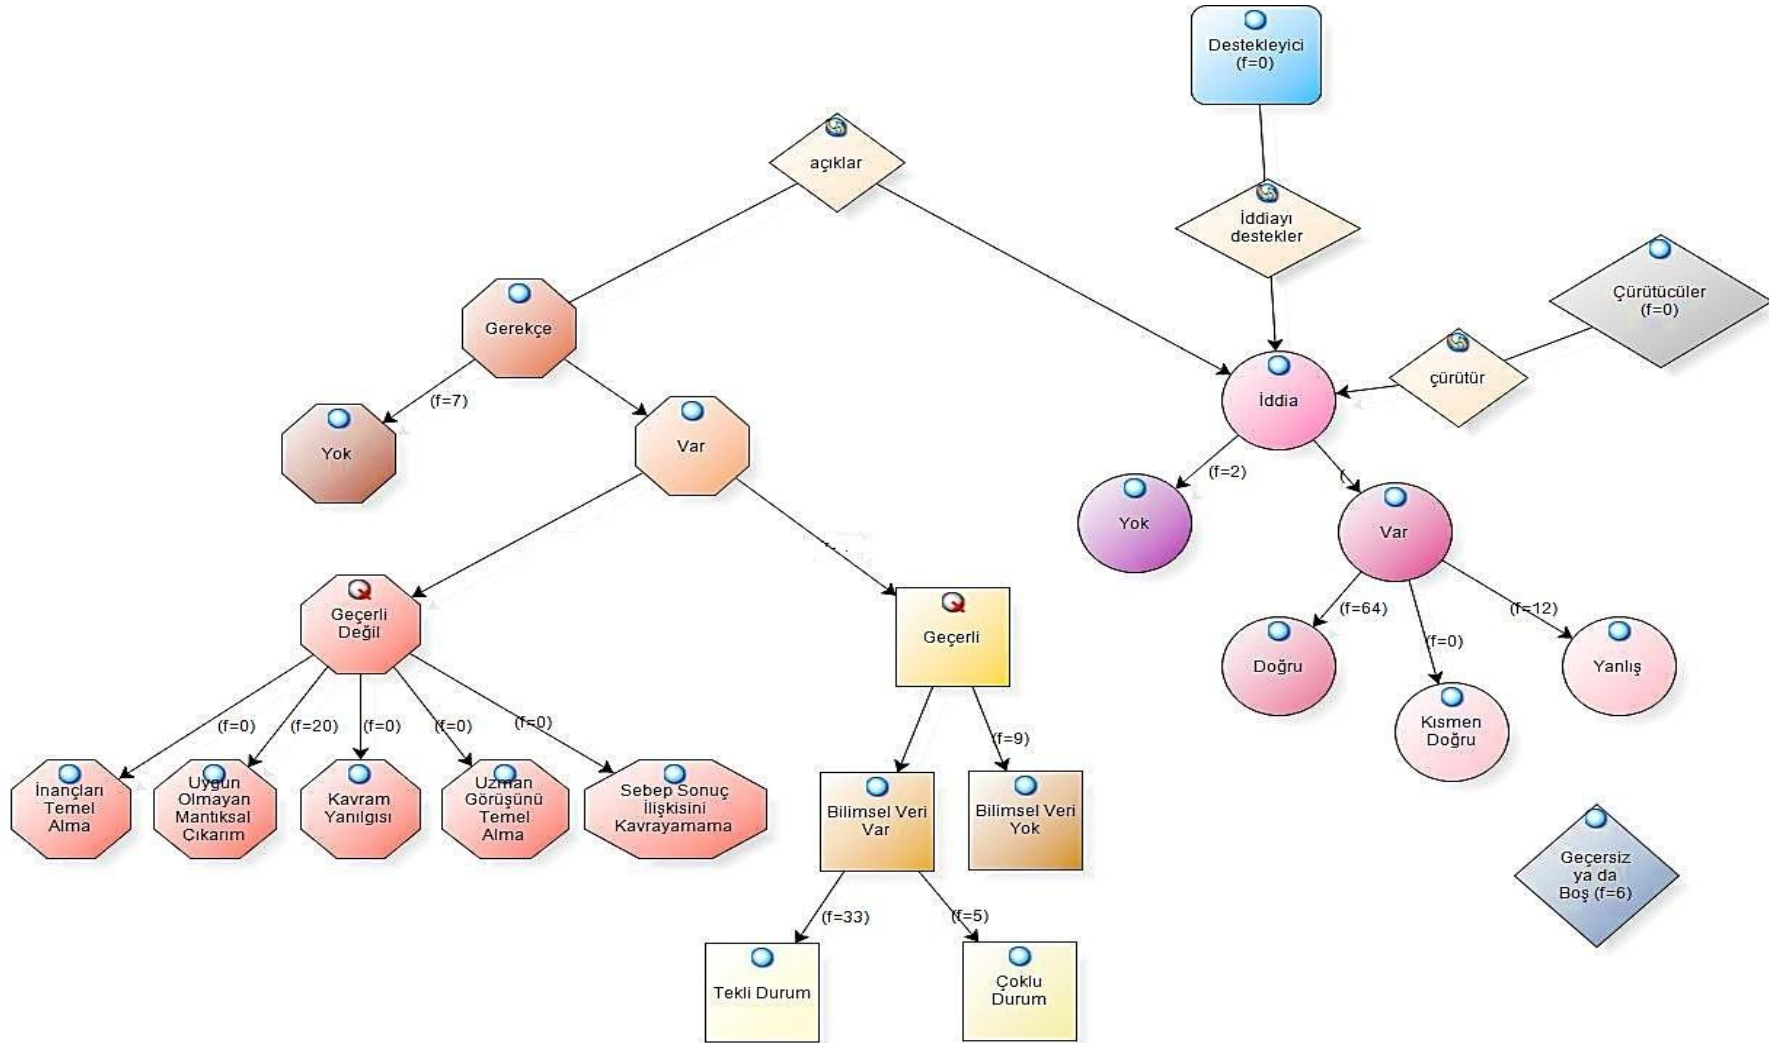 Destekleyici
(f=0)
açıklar
İddiayı
destekler
Çürütücüler
(f=0)
Gerekçe
çürütür
İddia
(f=7)
Yok
Var
(f=2)
(
Yok
Var
Geçerli
Değil
Geçerli
(f=64)
(f=0)
(f=12)
Doğru
Kısmen
Doğru
Yanlış
(f=0)
(f=20)
(f=0)
(f=0)
(f=0)
(f=9)
İnançları
Temel
Alma
Uygun
Olmayan
Mantıksal
Çıkarım
Kavram
Yanılgısı
Uzman
Görüşünü
Temel
Alma
Sebep Sonuç
İlişkisini
Kavrayamama
Bilimsel Veri
Var
Bilimsel Veri
Yok
Geçersiz
ya da
Boş (f=6)
(f=33)
(f=5)
Tekli Durum
Çoklu
Durum